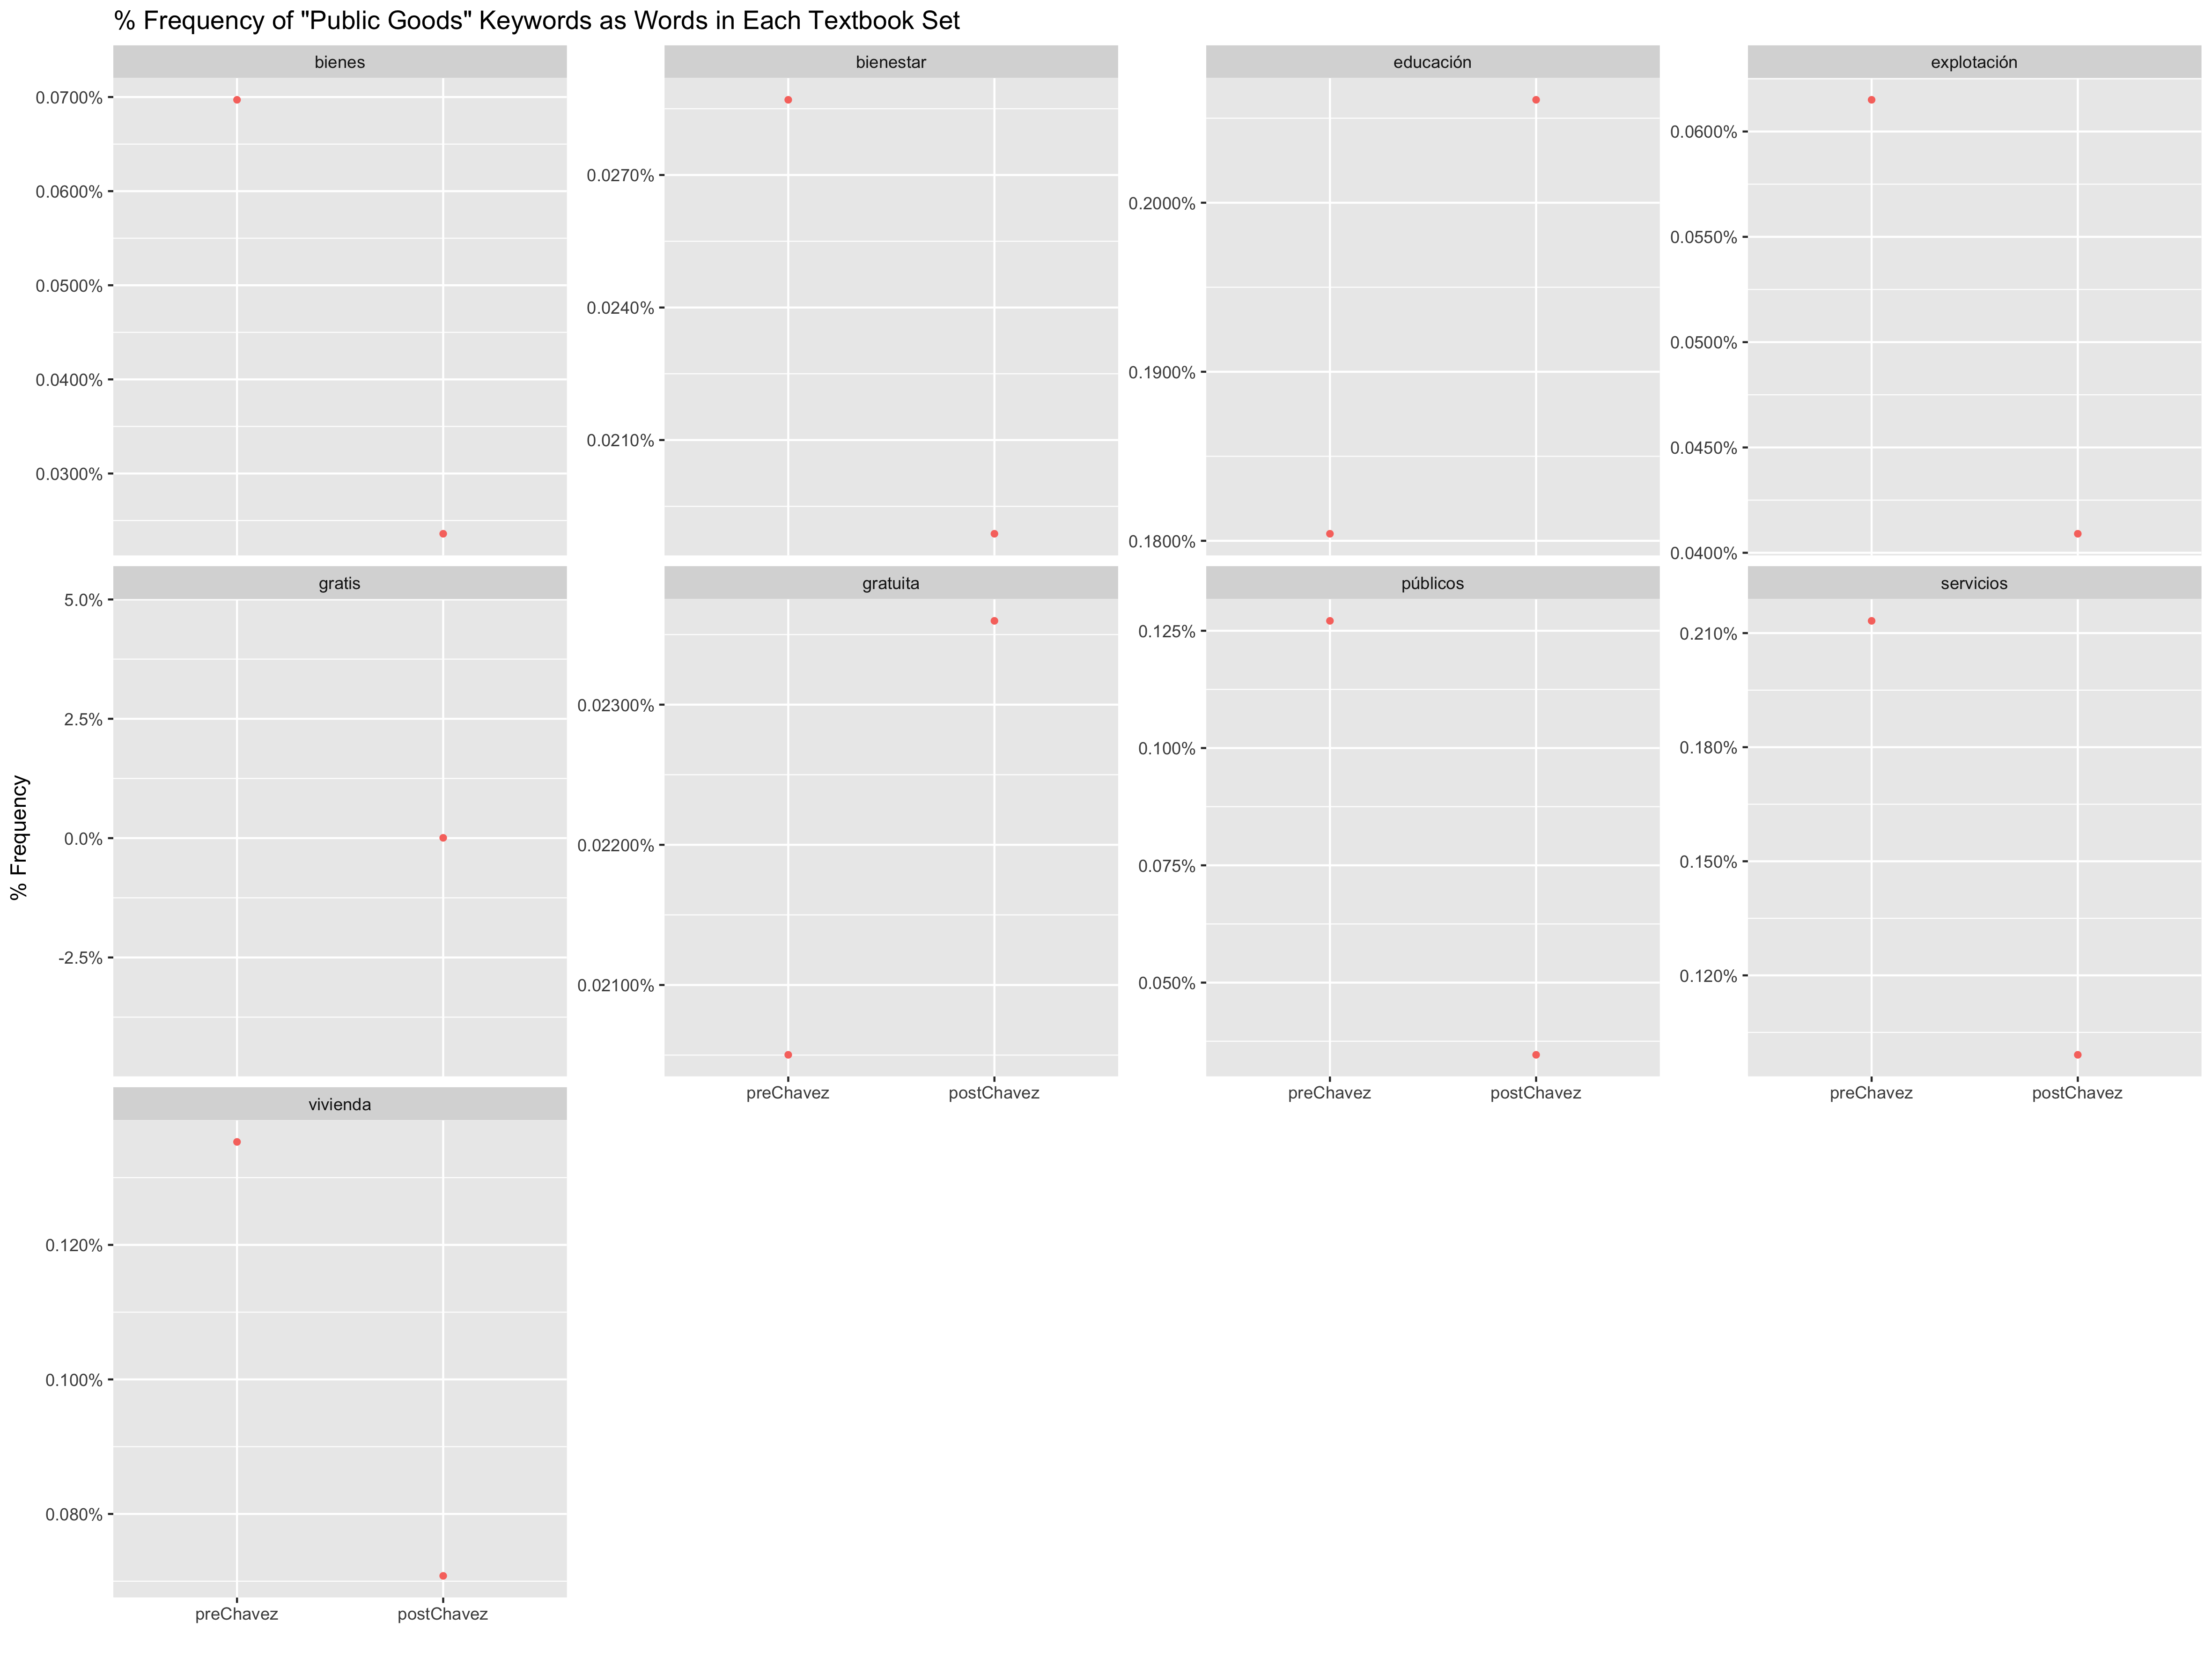 % Frequency of "Public Goods" Keywords as Words in Each Textbook Set
bienes
bienestar
educación
explotación
0.0700%
0.0600%
0.0500%
0.0400%
0.0300%
0.0270%
0.0240%
0.0210%
0.2000%
0.1900%
0.1800%
0.0600%
0.0550%
0.0500%
0.0450%
0.0400%
gratis
gratuita
públicos
servicios
5.0%
2.5%
0.0%
-2.5%
0.02300%
0.02200%
0.02100%
0.125%
0.100%
0.075%
0.050%
0.210%
0.180%
0.150%
0.120%
preChavez
postChavez
preChavez
postChavez
preChavez
postChavez
% Frequency
vivienda
0.120%
0.100%
0.080%
preChavez
postChavez